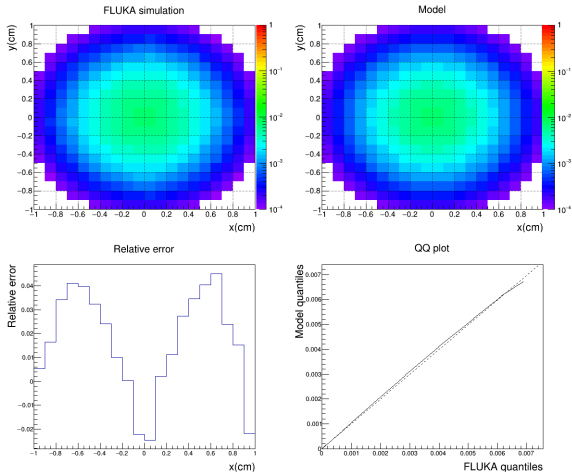 FLUKA simulation
y(cm)
1
0.8
0.6
0.4
0.2
0
−0.2
−0.4
−0.6
−0.8
−1
−1 −0.8 −0.6 −0.4 −0.2 0 0.2 0.4 0.6 0.8 1
x(cm)
1
10⁻¹
10⁻²
10⁻³
10⁻⁴
Model
y(cm)
1
0.8
0.6
0.4
0.2
0
−0.2
−0.4
−0.6
−0.8
−1
−1 −0.8 −0.6 −0.4 −0.2 0 0.2 0.4 0.6 0.8 1
x(cm)
1
10⁻¹
10⁻²
10⁻³
10⁻⁴
Relative error
Relative error
0.04
0.03
0.02
0.01
0
−0.01
−0.02
−1 −0.8 −0.6 −0.4 −0.2 0 0.2 0.4 0.6 0.8 1
x(cm)
QQ plot
Model quantiles
0.007
0.006
0.005
0.004
0.003
0.002
0.001
0
0 0.001 0.002 0.003 0.004 0.005 0.006 0.007
FLUKA quantiles